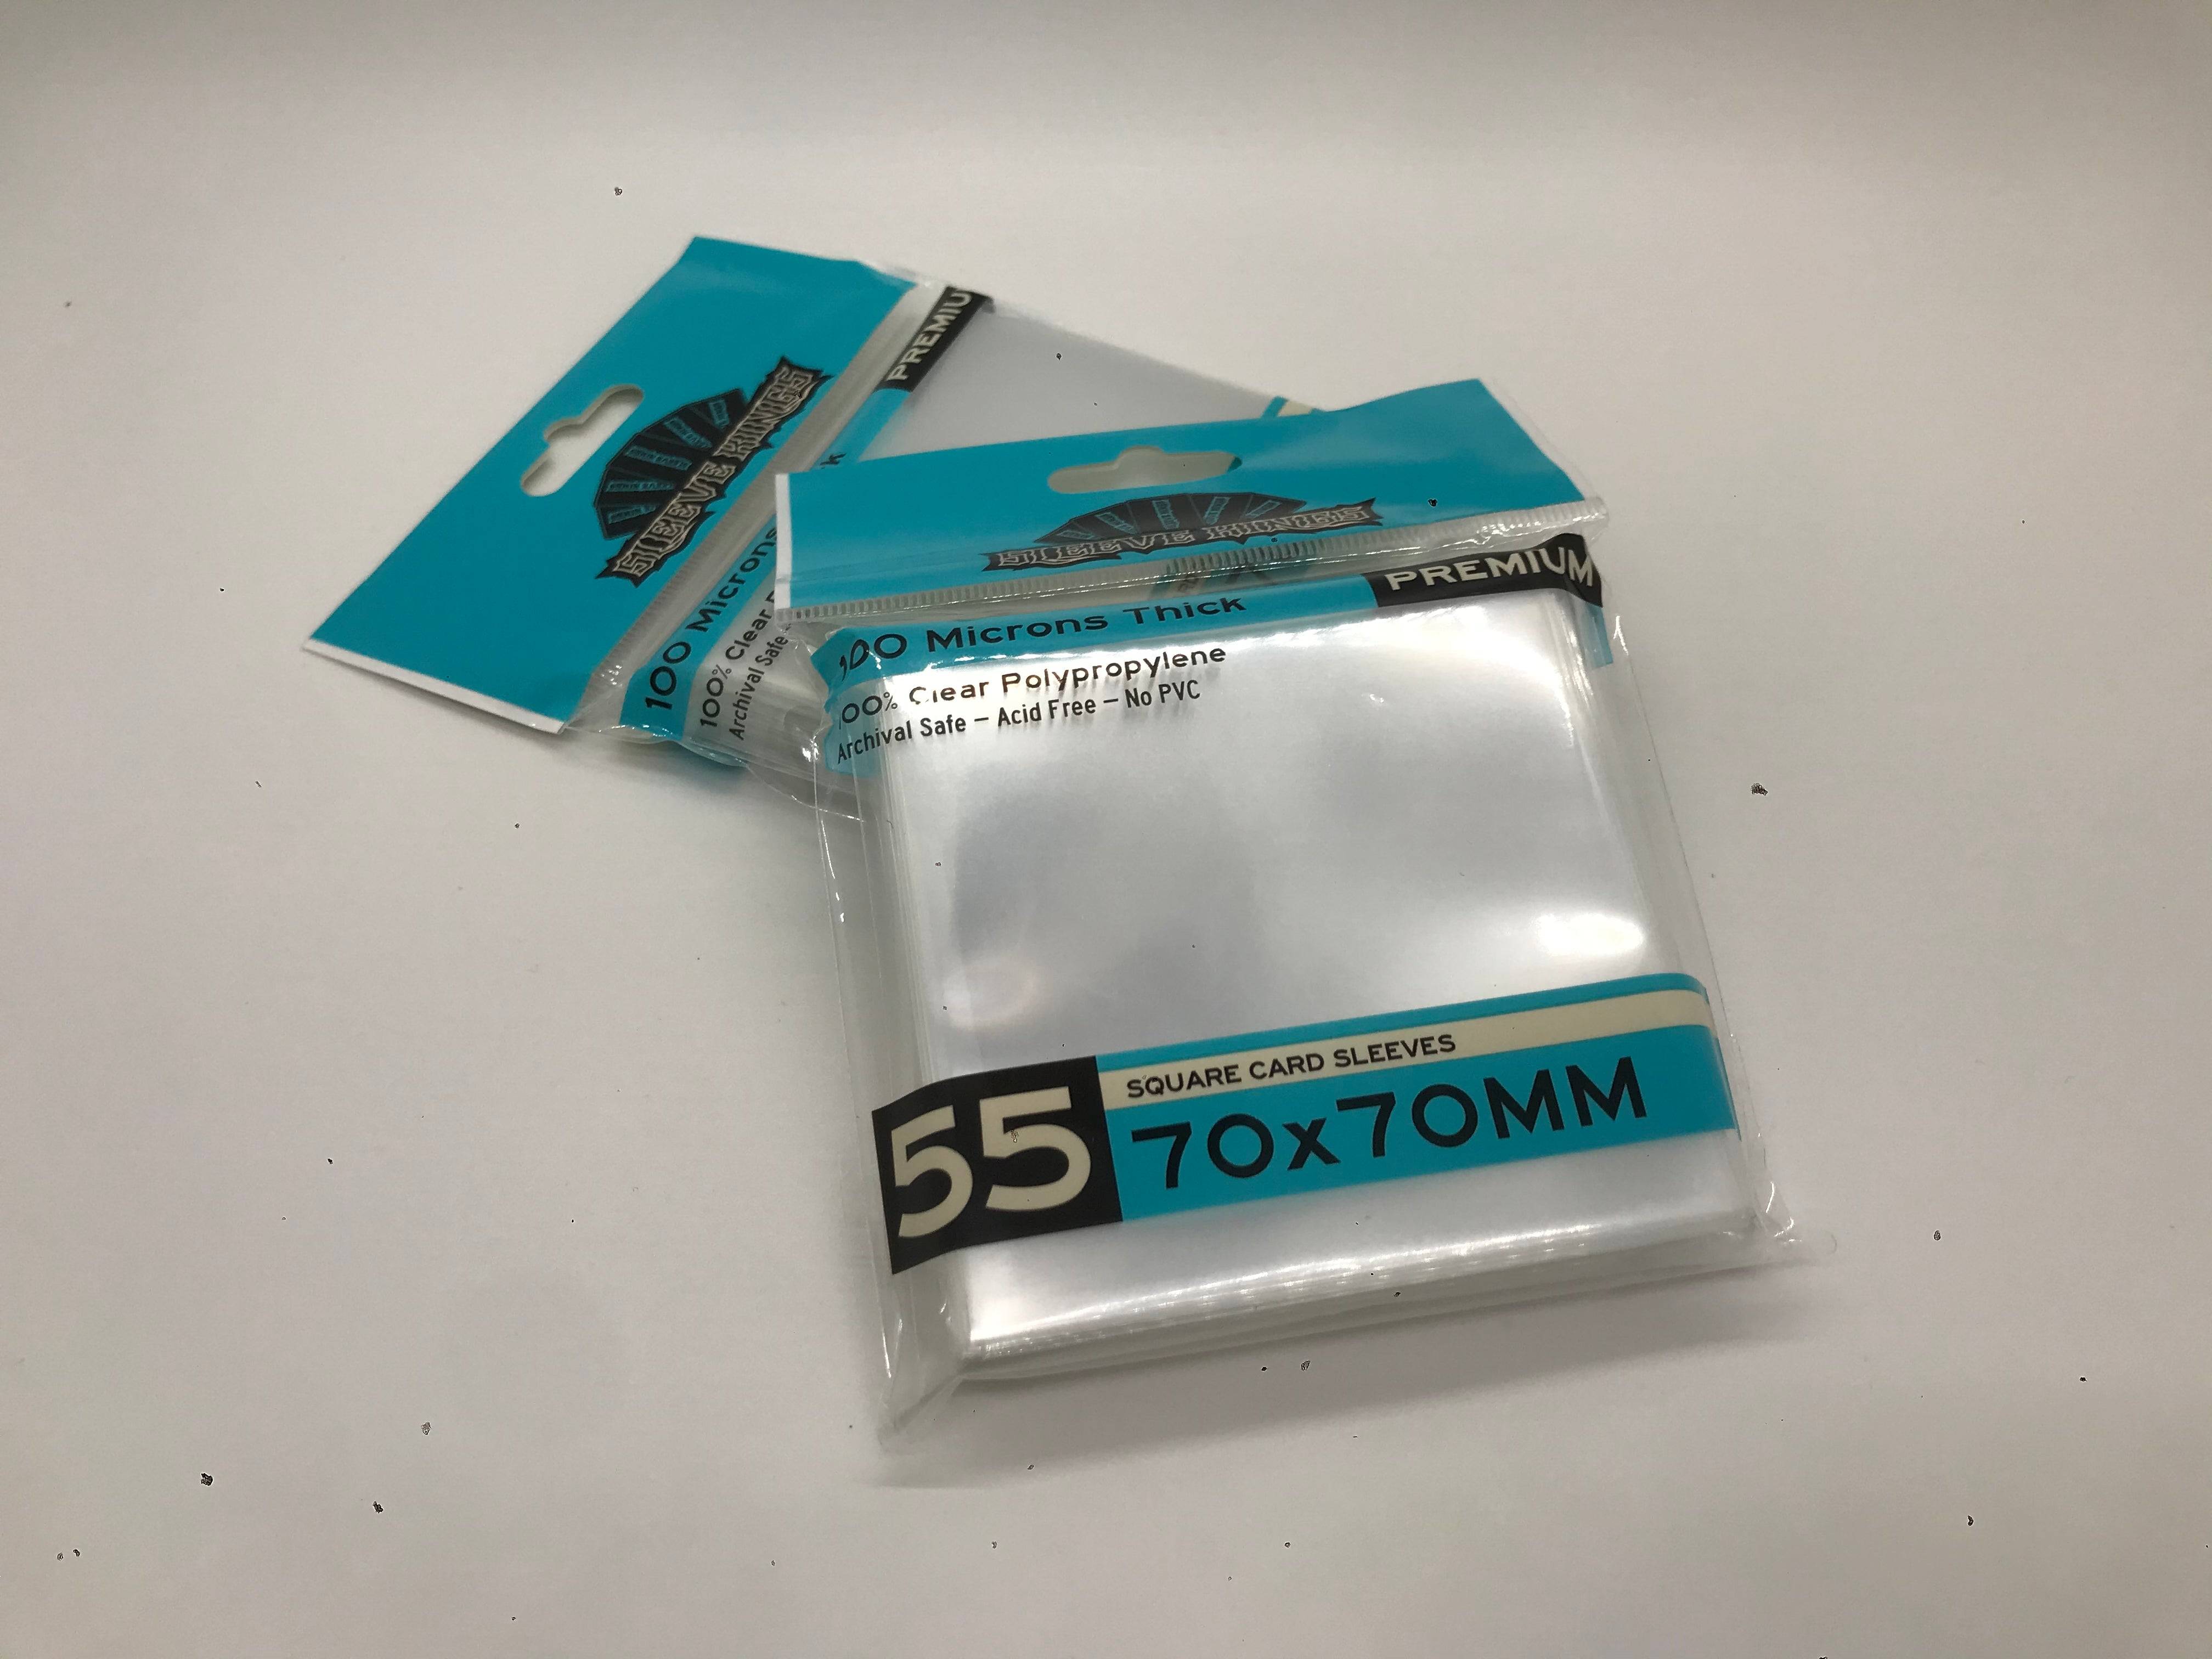 SLEEVE KINGS
PREMIU
100 Microns
100% Clear
Archival Safe
SLEEVE KINGS
PREMIUM
100 Microns Thick
00% Clear Polypropylene
Archival Safe – Acid Free – No PVC
55
SQUARE CARD SLEEVES
70x70MM